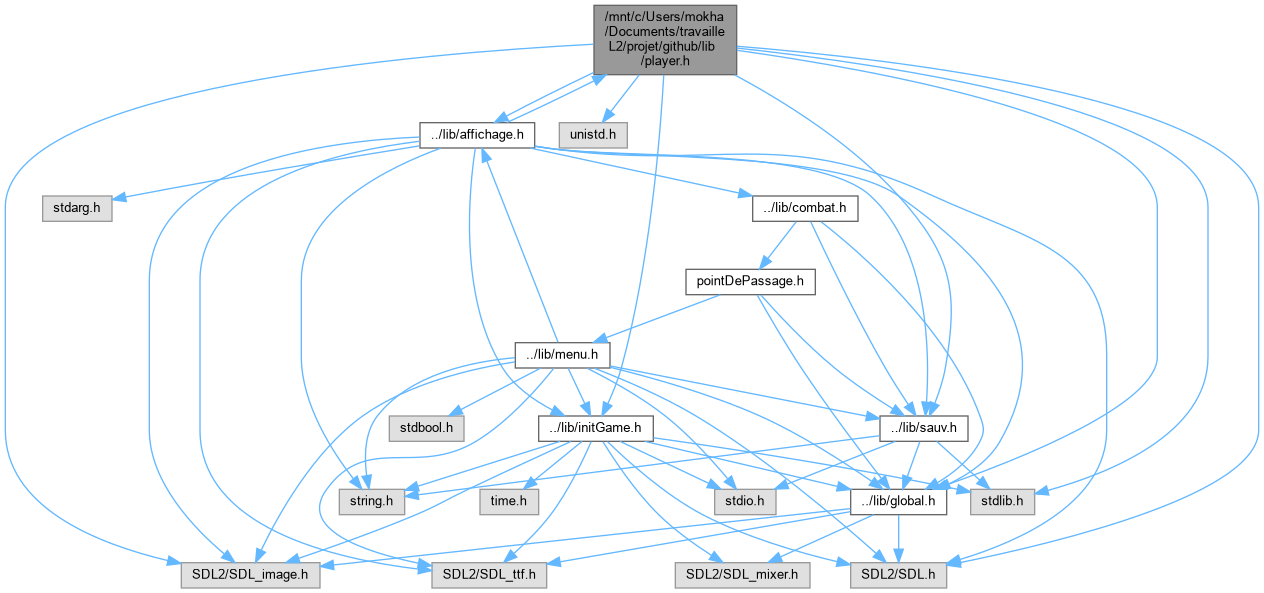 /mnt/c/Users/mokha
/Documents/travaille
L2/projet/github/lib
/player.h
../lib/affichage.h
unistd.h
stdarg.h
../lib/combat.h
pointDePassage.h
../lib/menu.h
stdbool.h
../lib/initGame.h
../lib/sauv.h
string.h
time.h
stdio.h
../lib/global.h
stdlib.h
SDL2/SDL_image.h
SDL2/SDL_ttf.h
SDL2/SDL_mixer.h
SDL2/SDL.h